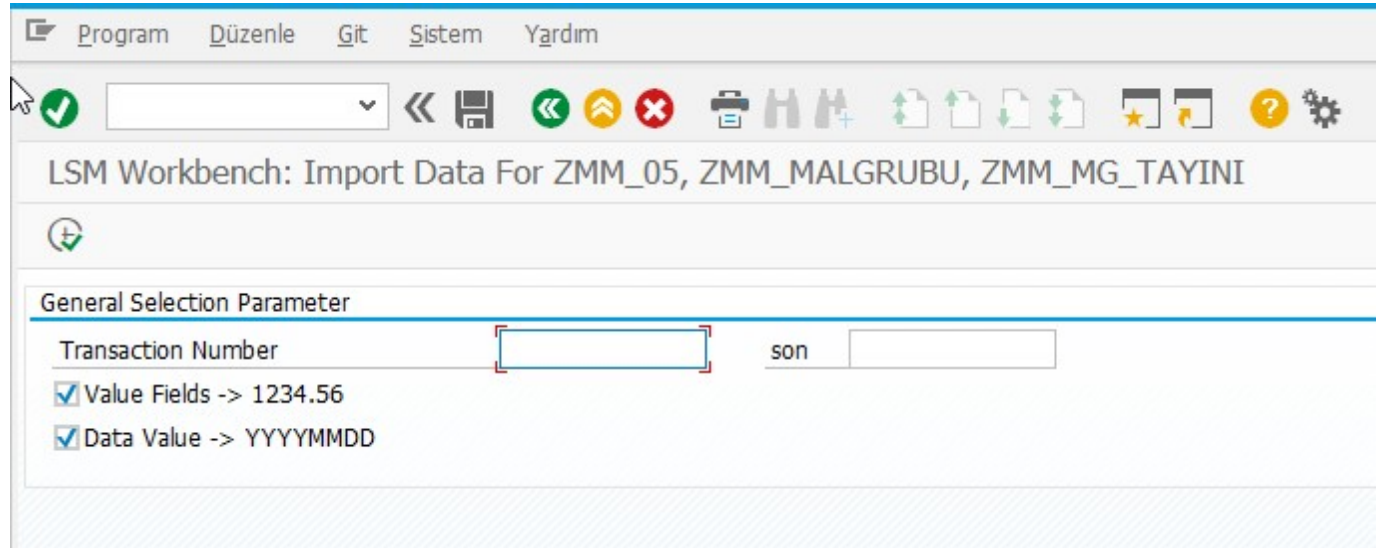 Program Düzenle Git Sistem Yardım
LSM Workbench: Import Data For ZMM_05, ZMM_MALGRUBU, ZMM_MG_TAYINI
General Selection Parameter
Transaction Number son
Value Fields -> 1234.56
Data Value -> YYYYMMDD